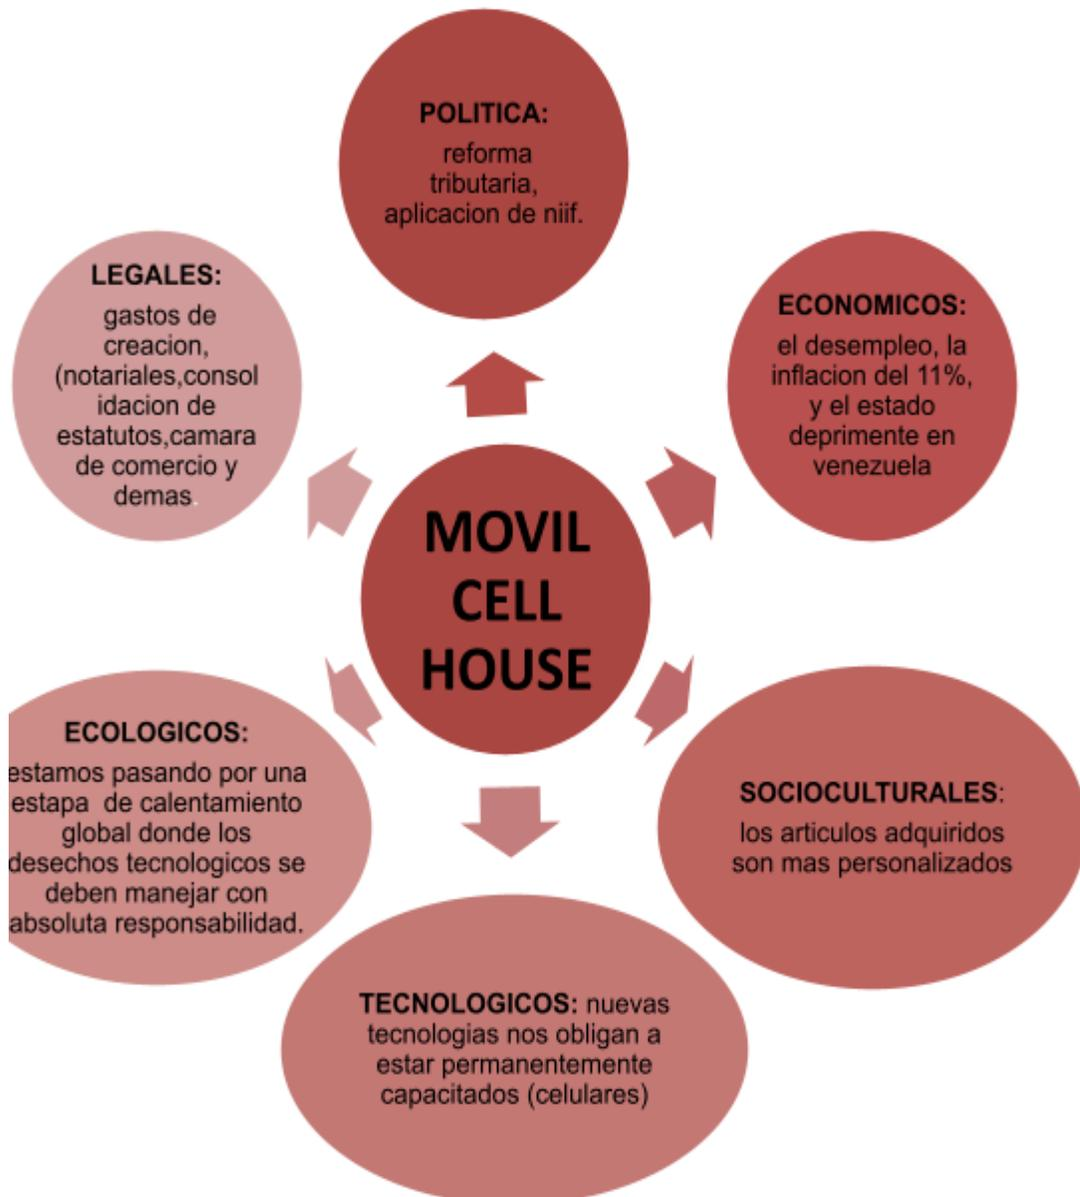 POLITICA:
reforma
tributaria,
aplicacion de niif.
LEGALES:
gastos de
creacion,
(notariales,consol
idacion de
estatutos,camara
de comercio y
demas.
ECONOMICOS:
el desempleo, la
inflacion del 11%,
y el estado
deprimente en
venezuela
MOVIL
CELL
HOUSE
ECOLOGICOS:
estamos pasando por una
estapa de calentamiento
global donde los
desechos tecnologicos se
deben manejar con
absoluta responsabilidad.
SOCIOCULTURALES:
los articulos adquiridos
son mas personalizados
TECNOLOGICOS: nuevas
tecnologias nos obligan a
estar permanentemente
capacitados (celulares)